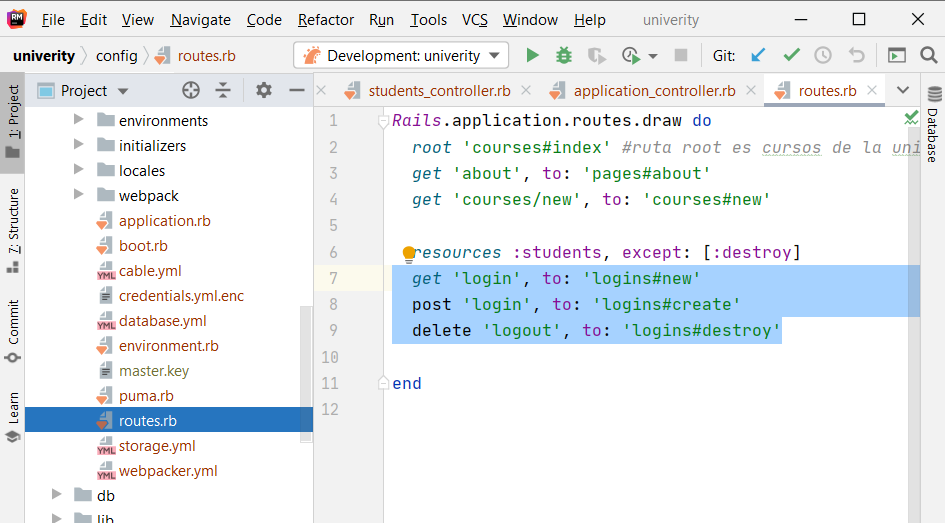 RM File Edit View Navigate Code Refactor Run Tools VCS Window Help univerity
univerity config routes.rb Development: univerity Git:
1: Project
7: Structure
Commit
Learn
Project
environments
initializers
locales
webpack
application.rb
boot.rb
YML cable.yml
credentials.yml.enc
YML database.yml
environment.rb
master.key
puma.rb
routes.rb
YML storage.yml
YML webpacker.yml
db
lib
students_controller.rb application_controller.rb routes.rb
1 Rails.application.routes.draw do
2 root 'courses#index' #ruta root es cursos de la uni
3 get 'about', to: 'pages#about'
4 get 'courses/new', to: 'courses#new'
5
6 resources :students, except: [:destroy]
7 get 'login', to: 'logins#new'
8 post 'login', to: 'logins#create'
9 delete 'logout', to: 'logins#destroy'
10
11 end
12
Database